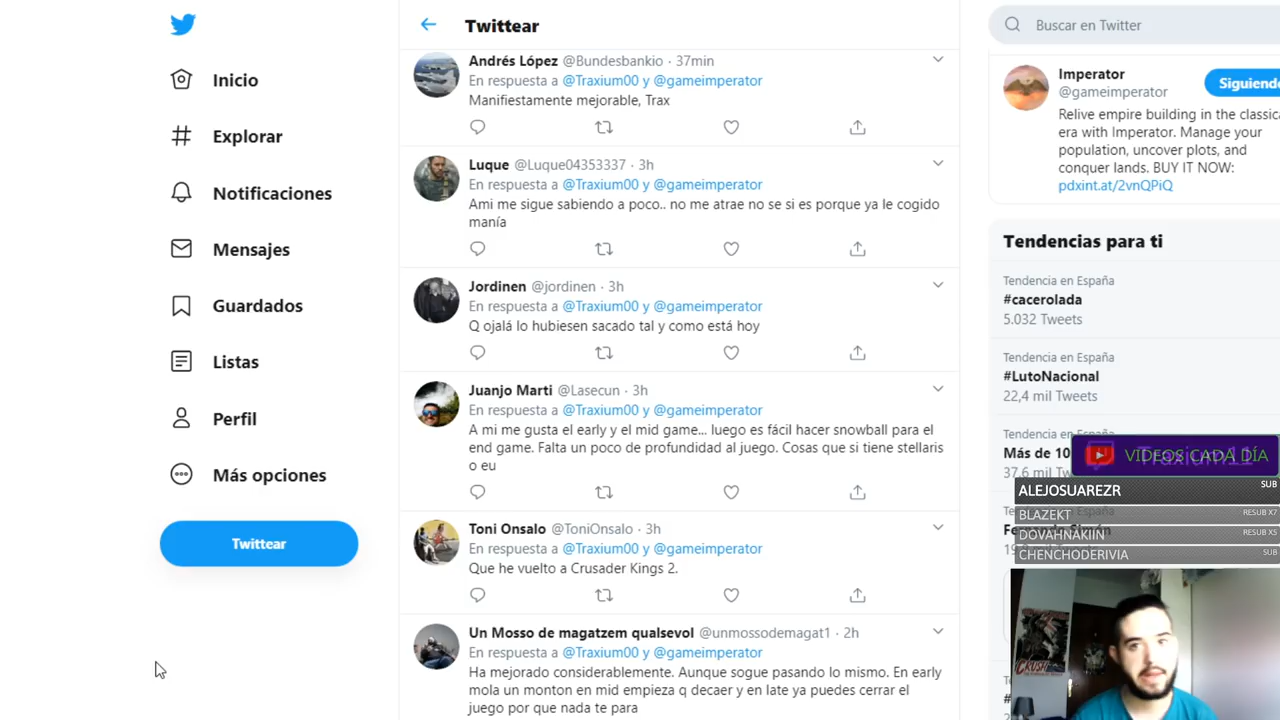 Inicio
Explorar
Notificaciones
Mensajes
Guardados
Listas
Perfil
Más opciones
Twittear
Twittear
Andrés López @Bundesbankio · 37min
En respuesta a @Traxium00 y @gameimperator
Manifiestamente mejorable, Trax
Luque @Luque04353337 · 3h
En respuesta a @Traxium00 y @gameimperator
Ami me sigue sabiendo a poco.. no me atrae no se si es porque ya le cogido
manía
Jordinen @jordinen · 3h
En respuesta a @Traxium00 y @gameimperator
Q ojalá lo hubiesen sacado tal y como está hoy
Juanjo Marti @Lasecun · 3h
En respuesta a @Traxium00 y @gameimperator
A mi me gusta el early y el mid game... luego es fácil hacer snowball para el
end game. Falta un poco de profundidad al juego. Cosas que si tiene stellaris
o eu
Toni Onsalo @ToniOnsalo · 3h
En respuesta a @Traxium00 y @gameimperator
Que he vuelto a Crusader Kings 2.
Un Mosso de magatzem qualsevol @unmossodemagat1 · 2h
En respuesta a @Traxium00 y @gameimperator
Ha mejorado considerablemente. Aunque sogue pasando lo mismo. En early
mola un monton en mid empieza q decaer y en late ya puedes cerrar el
juego por que nada te para
Buscar en Twitter
Imperator
@gameimperator
Siguiendo
Relive empire building in the classica
era with Imperator. Manage your
population, uncover plots, and
conquer lands. BUY IT NOW:
pdxint.at/2vnQPiQ
Tendencias para ti
Tendencia en España
#cacerolada
5.032 Tweets
Tendencia en España
#LutoNacional
22,4 mil Tweets
Tendencia en España
Más de 10
37,6 mil
VIDEOS CADA DÍA
ALEJOSUAREZR SUB
BLAZEKT RESUB X7
DOVAHNAKIIN RESUB X5
CHENCHODERIVIA SUB